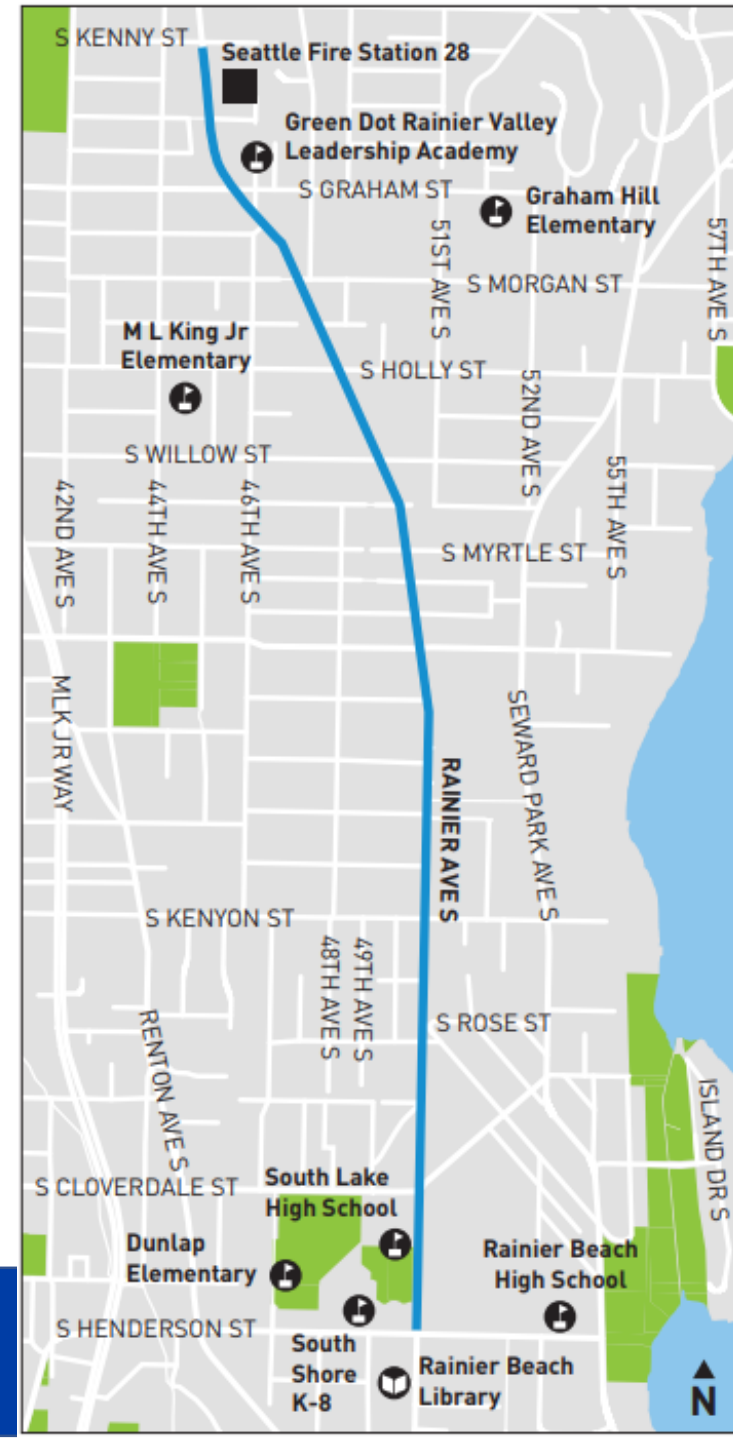 S KENNY ST
Seattle Fire Station 28
Green Dot Rainier Valley
Leadership Academy
S GRAHAM ST
Graham Hill
Elementary
51ST AVE S
57TH AVE S
S MORGAN ST
M L King Jr
Elementary
S HOLLY ST
52ND AVE S
S WILLOW ST
55TH AVE S
42ND AVE S
44TH AVE S
46TH AVE S
S MYRTLE ST
MLK JR WAY
SEWARD PARK AVE S
RAINIER AVE S
S KENYON ST
48TH AVE S
49TH AVE S
S ROSE ST
RENTON AVE S
ISLAND DR S
S CLOVERDALE ST
South Lake
High School
Dunlap
Elementary
Rainier Beach
High School
S HENDERSON ST
South
Shore
K-8
Rainier Beach
Library
N